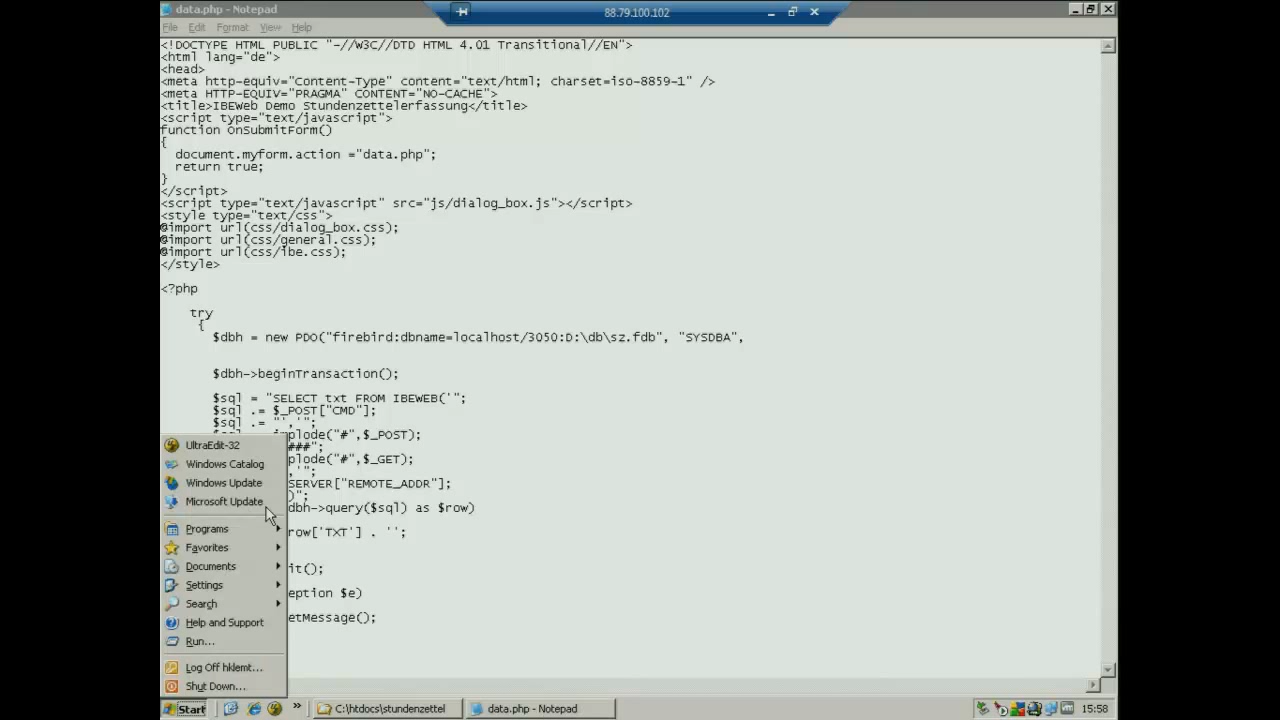 data.php - Notepad
88.79.100.102
File Edit Format View Help
<!DOCTYPE HTML PUBLIC "-//W3C//DTD HTML 4.01 Transitional//EN">
<html lang="de">
<head>
<meta http-equiv="Content-Type" content="text/html; charset=iso-8859-1" />
<meta HTTP-EQUIV="PRAGMA" CONTENT="NO-CACHE">
<title>IBEWeb Demo Stundenzettelerfassung</title>
<script type="text/javascript">
function OnSubmitForm()
{
document.myform.action ="data.php";
return true;
}
</script>
<script type="text/javascript" src="js/dialog_box.js"></script>
<style type="text/css">
@import url(css/dialog_box.css);
@import url(css/general.css);
@import url(css/ibe.css);
</style>
<?php
try
{
$dbh = new PDO("firebird:dbname=localhost/3050:D:\db\sz.fdb", "SYSDBA",
$dbh->beginTransaction();
$sql = "SELECT txt FROM IBEWEB('";
$sql .= $_POST["CMD"];
$sql .= "','";
implode("#",$_POST);
###";
plode("#",$_GET);
,'";
SERVER["REMOTE_ADDR"];
)";
dbh->query($sql) as $row)
row['TXT'] . '';
it();
eption $e)
etMessage();
UltraEdit-32
Windows Catalog
Windows Update
Microsoft Update
Programs
Favorites
Documents
Settings
Search
Help and Support
Run...
Log Off hklemt...
Shut Down...
Start
»
C:\htdocs\stundenzettel
data.php - Notepad
15:58